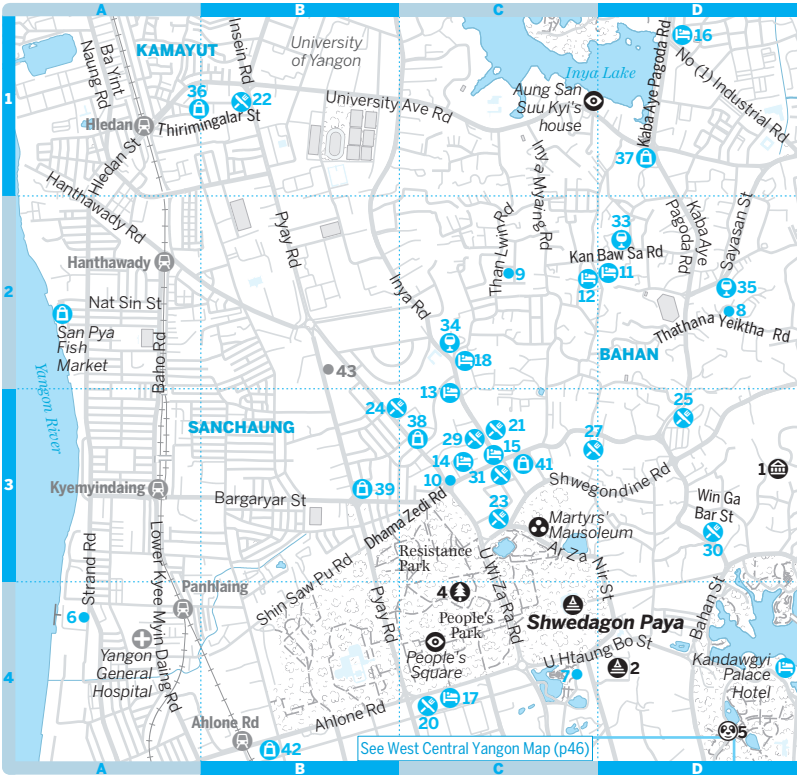 A
B
C
D
KAMAYUT
Insein Rd
University
of Yangon
Ba Yint
Naung Rd
Inya Lake
Kaba Aye Pagoda Rd
16
No (1) Industrial Rd
1
36
22
University Ave Rd
Aung San
Suu Kyi's
house
Hledan
Thirimingalar St
Hledan St
37
Hanthawady Rd
Inya Myaing Rd
Pyay Rd
Than Lwin Rd
33
Kaba Aye
Pagoda Rd
Sayasan St
Hanthawady
Kan Baw Sa Rd
9
11
12
2
Nat Sin St
Inya Rd
35
8
San Pya
Fish
Market
34
Thathana Yeiktha Rd
Baho Rd
18
BAHAN
43
13
Yangon River
24
SANCHAUNG
38
21
25
29
27
15
14
41
1
Kyemyindaing
31
3
39
10
Shwegondine Rd
Bargaryar St
Win Ga
Bar St
23
Dhama Zedi Rd
Martyrs'
Mausoleum
30
Resistance
Park
Ar Za Nir St
Strand Rd
Lower Kyee Myin Daing Rd
Shin Saw Pu Rd
U Wi Za Ra Rd
Panhlaing
Pyay Rd
4
Bahan St
6
People's
Park
Shwedagon Paya
Yangon
General
Hospital
People's
Square
U Htaung Bo St
7
2
Kandawgyi
Palace
Hotel
4
17
Ahlone Rd
Ahlone Rd
20
5
42
See West Central Yangon Map (p46)
A
B
C
D